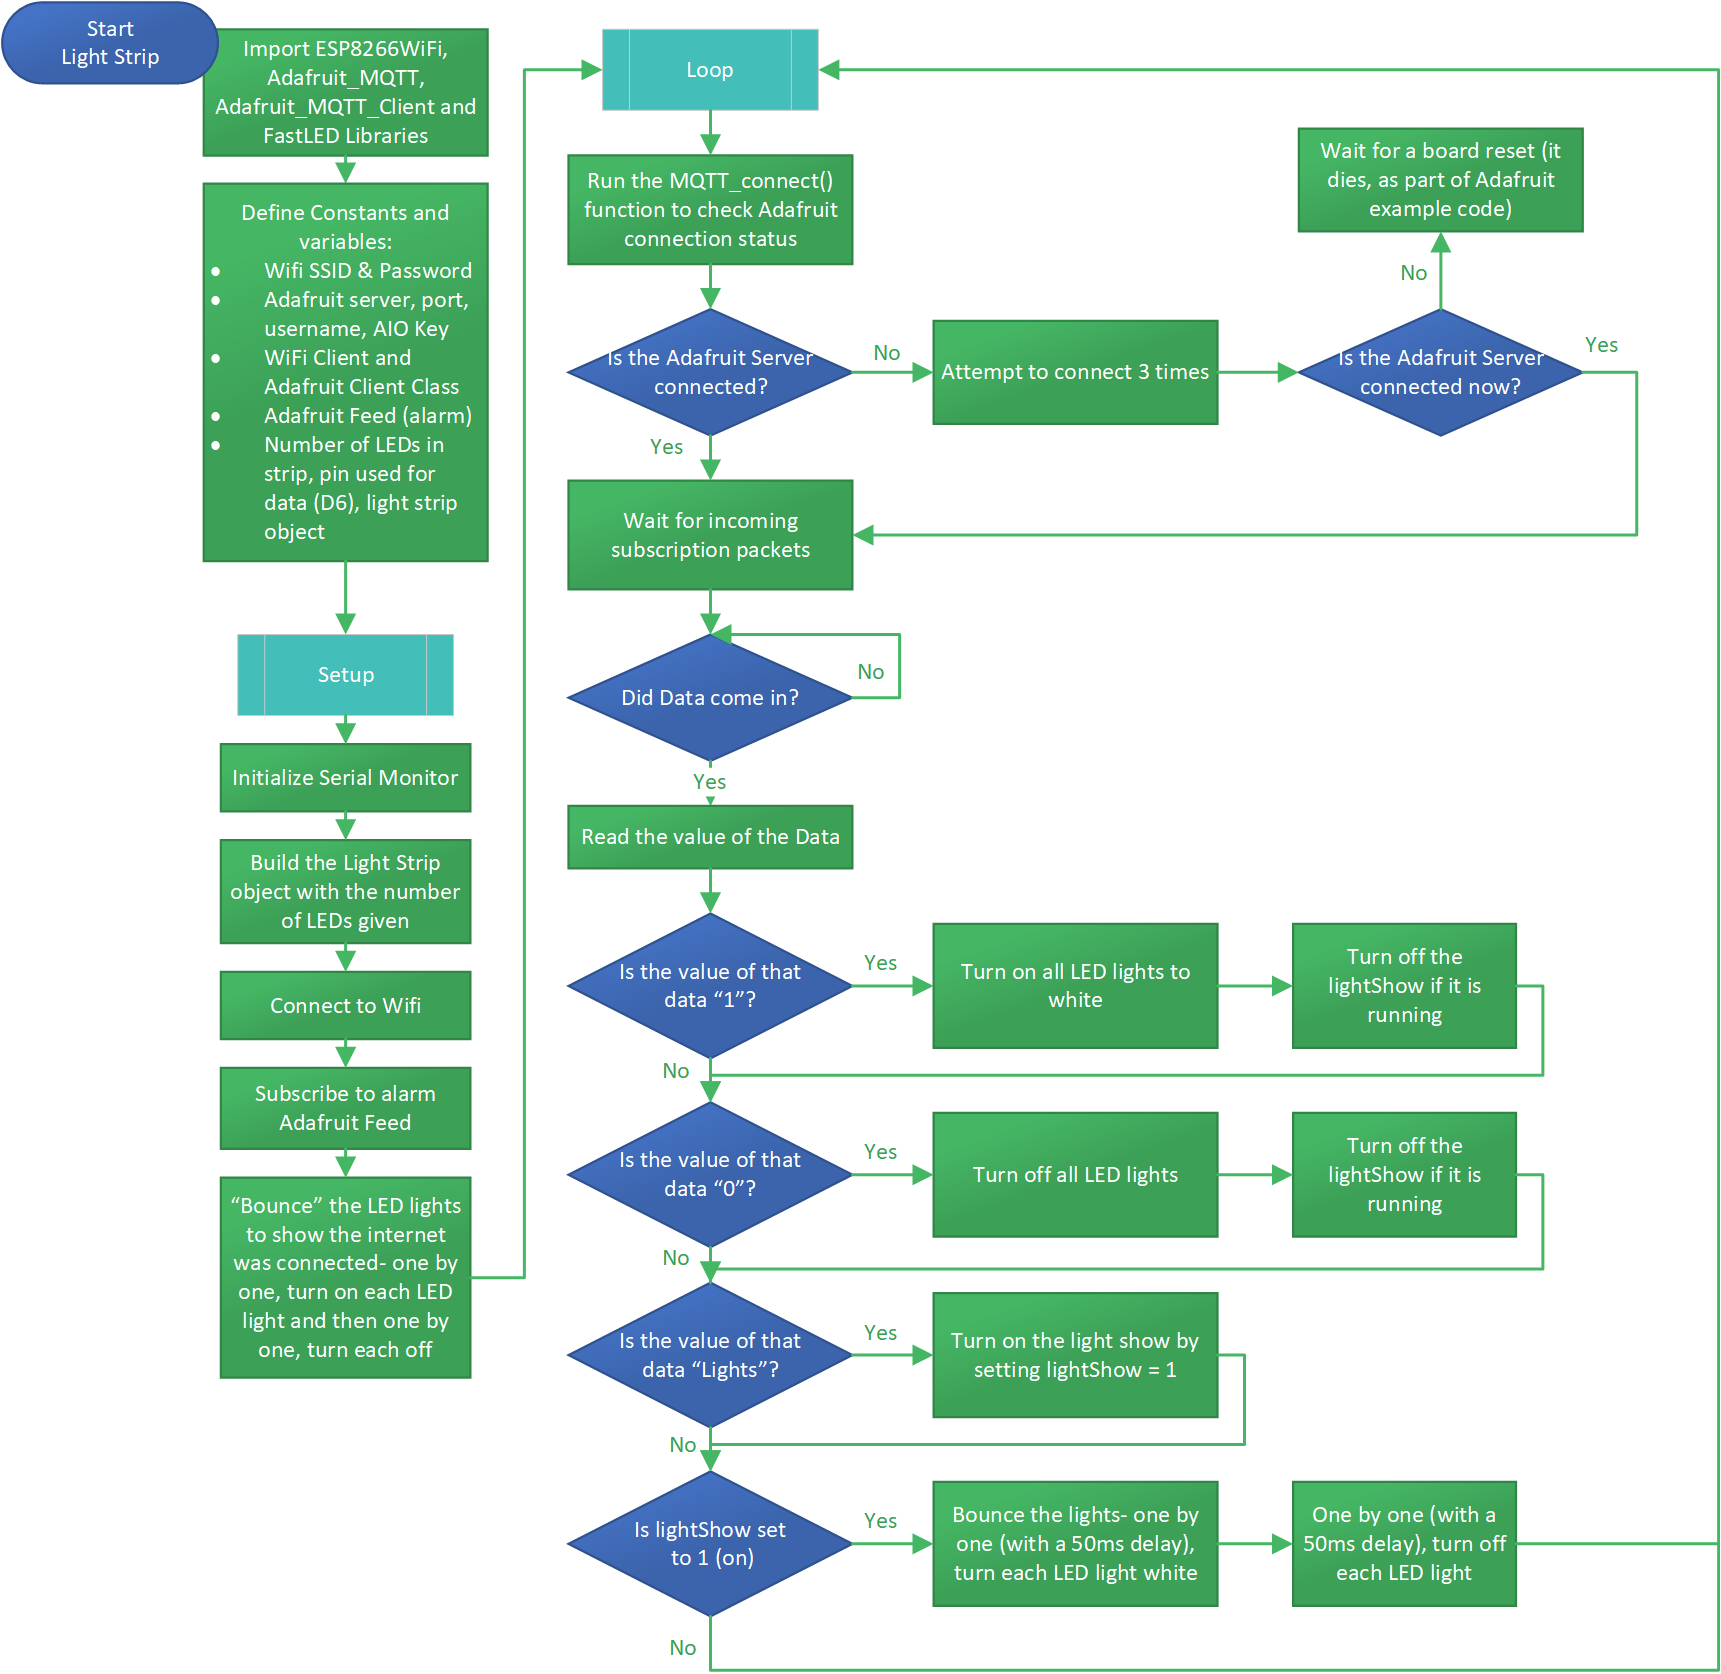 Start
Light Strip
Import ESP8266WiFi,
Adafruit_MQTT,
Adafruit_MQTT_Client and
FastLED Libraries
Define Constants and
variables:
● Wifi SSID & Password
● Adafruit server, port,
username, AIO Key
● WiFi Client and
Adafruit Client Class
● Adafruit Feed (alarm)
● Number of LEDs in
strip, pin used for
data (D6), light strip
object
Setup
Initialize Serial Monitor
Build the Light Strip
object with the number
of LEDs given
Connect to Wifi
Subscribe to alarm
Adafruit Feed
“Bounce” the LED lights
to show the internet
was connected- one by
one, turn on each LED
light and then one by
one, turn each off
Loop
Run the MQTT_connect()
function to check Adafruit
connection status
Is the Adafruit Server
connected?
No
Attempt to connect 3 times
Is the Adafruit Server
connected now?
No
Wait for a board reset (it
dies, as part of Adafruit
example code)
Yes
Yes
Wait for incoming
subscription packets
Did Data come in?
No
Yes
Read the value of the Data
Is the value of that
data “1”?
Yes
Turn on all LED lights to
white
Turn off the
lightShow if it is
running
No
Is the value of that
data “0”?
Yes
Turn off all LED lights
Turn off the
lightShow if it is
running
No
Is the value of that
data “Lights”?
Yes
Turn on the light show by
setting lightShow = 1
No
Is lightShow set
to 1 (on)
Yes
Bounce the lights- one by
one (with a 50ms delay),
turn each LED light white
One by one (with a
50ms delay), turn off
each LED light
No